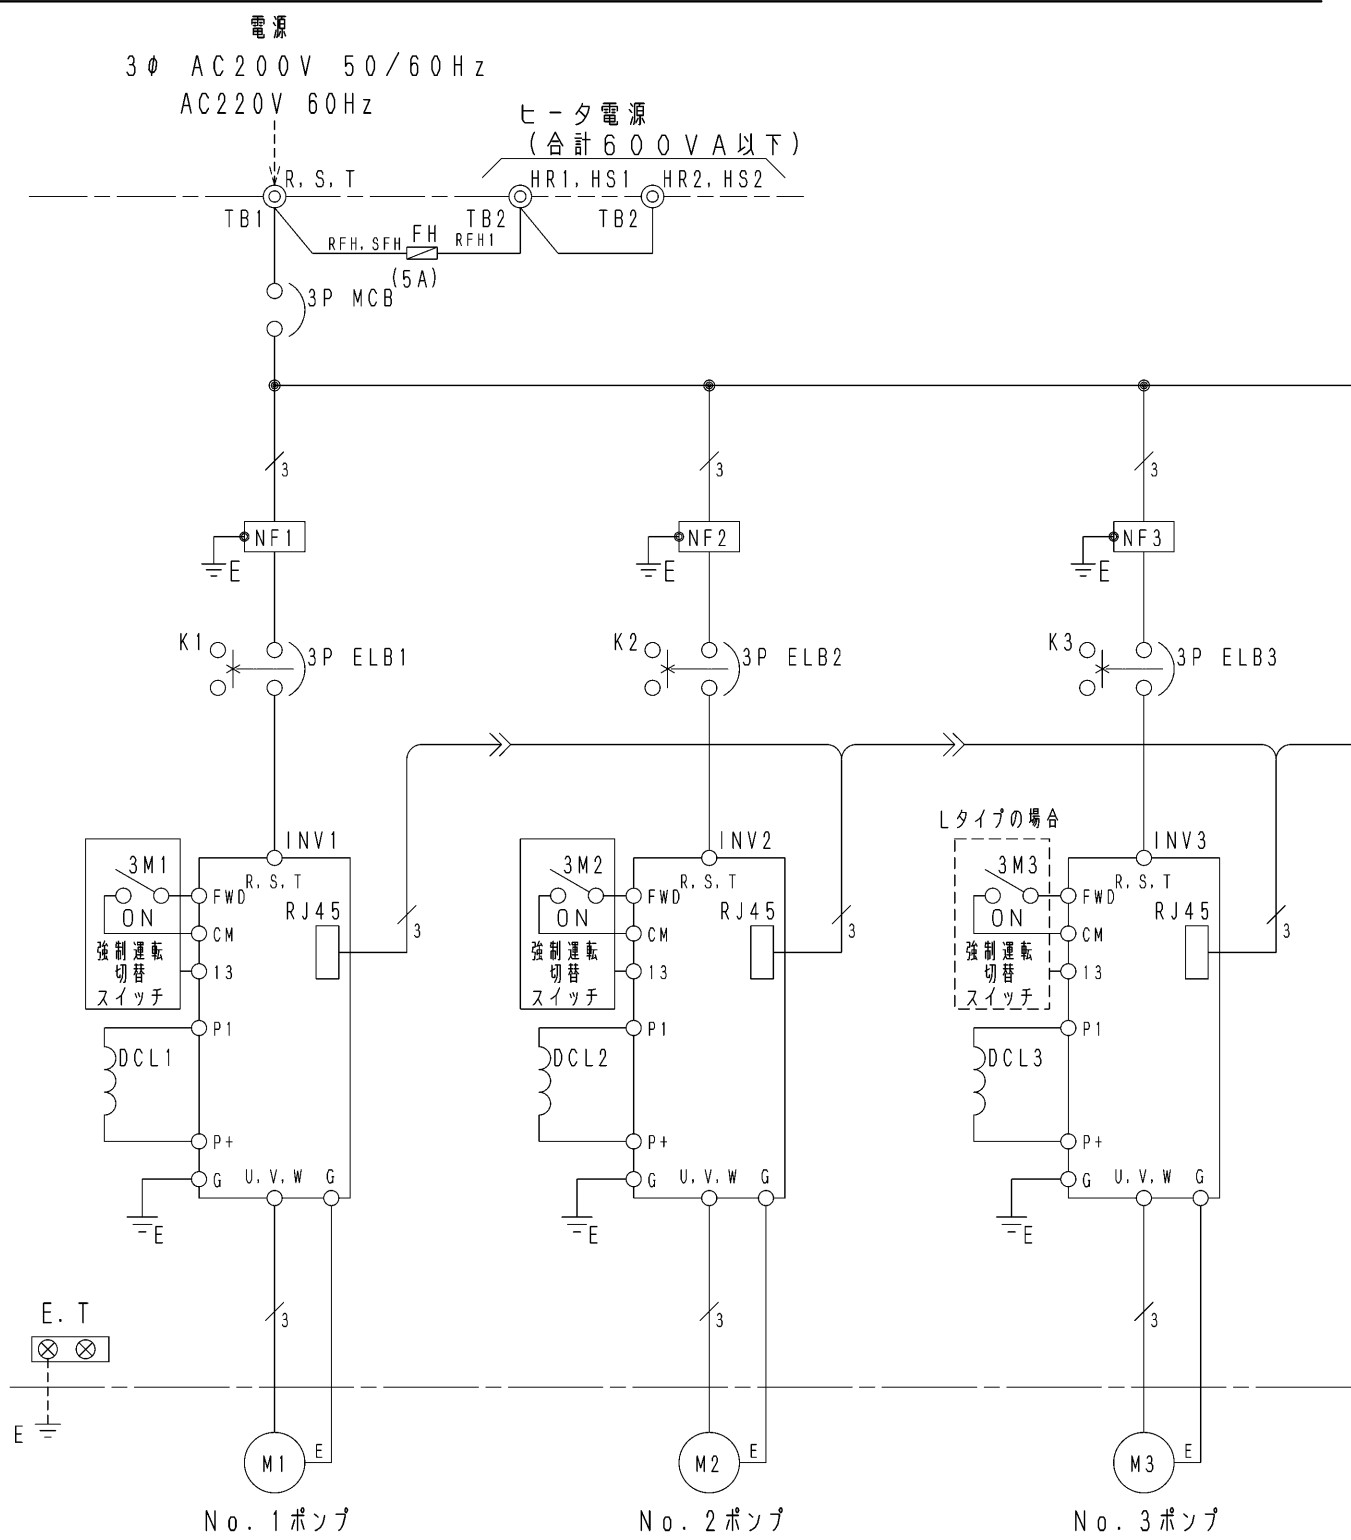 電源
3φ AC200V 50/60Hz
AC220V 60Hz
ヒータ電源
(合計600VA以下)
R, S, T
HR1, HS1
HR2, HS2
TB1
TB2
TB2
RFH, SFH
FH
RFH1
(5A)
3P MCB
3
3
3
NF1
NF2
NF3
E
E
E
K1
3P ELB1
K2
3P ELB2
K3
3P ELB3
Lタイプの場合
INV1
3M1
R, S, T
FWD
RJ45
ON
CM
3
強制運転
切替
スイッチ
13
P1
DCL1
P+
G
U, V, W
G
E
INV2
3M2
R, S, T
FWD
RJ45
ON
CM
3
強制運転
切替
スイッチ
13
P1
DCL2
P+
G
U, V, W
G
E
INV3
3M3
R, S, T
FWD
RJ45
ON
CM
3
強制運転
切替
スイッチ
13
P1
DCL3
P+
G
U, V, W
G
E
E. T
3
3
3
E
M1
E
M2
E
M3
E
No. 1ポンプ
No. 2ポンプ
No. 3ポンプ